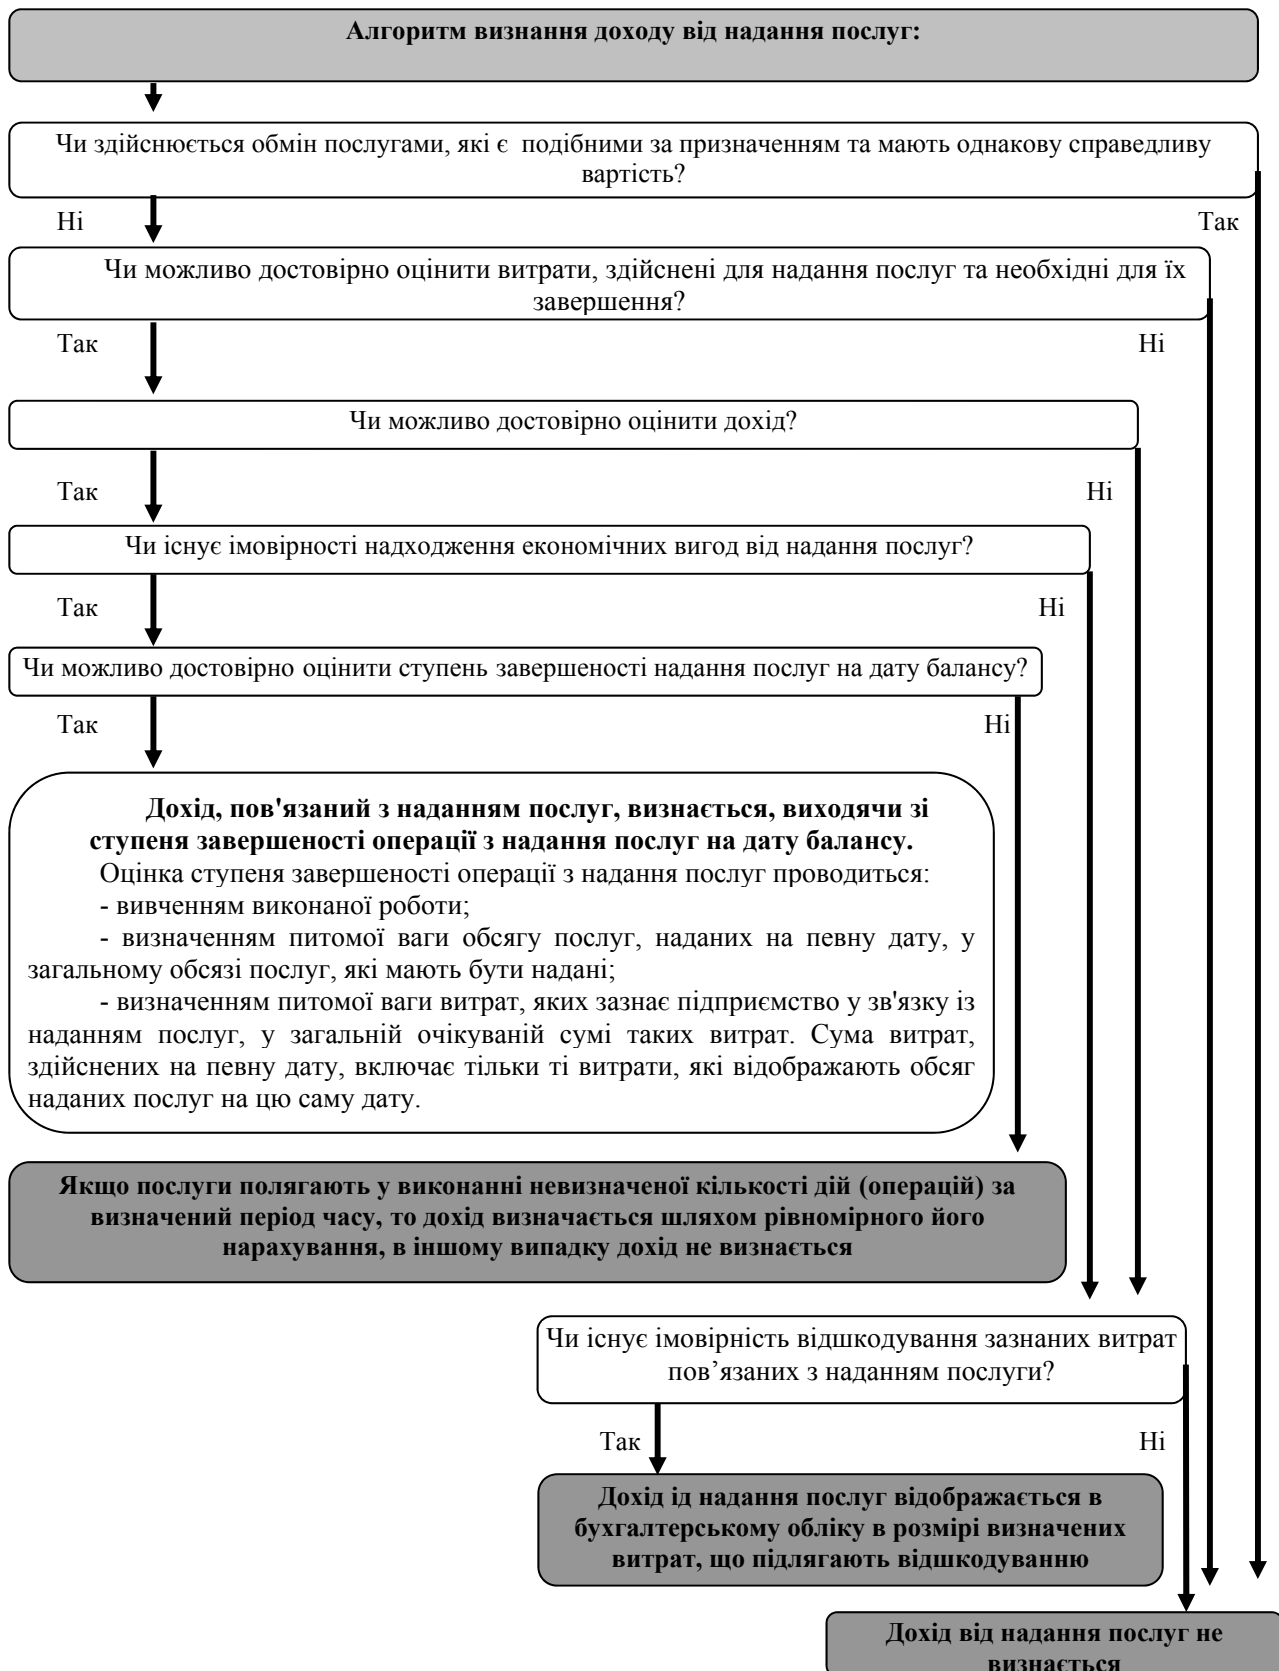 Алгоритм визнання доходу від надання послуг:
Чи здійснюється обмін послугами, які є подібними за призначенням та мають однакову справедливу
вартість?
Ні
Так
Чи можливо достовірно оцінити витрати, здійснені для надання послуг та необхідні для їх
завершення?
Так
Ні
Чи можливо достовірно оцінити дохід?
Так
Ні
Чи існує імовірності надходження економічних вигод від надання послуг?
Так
Ні
Чи можливо достовірно оцінити ступень завершеності надання послуг на дату балансу?
Так
Ні
Дохід, пов'язаний з наданням послуг, визнається, виходячи зі
ступеня завершеності операції з надання послуг на дату балансу.
Оцінка ступеня завершеності операції з надання послуг проводиться:
- вивченням виконаної роботи;
- визначенням питомої ваги обсягу послуг, наданих на певну дату, у
загальному обсязі послуг, які мають бути надані;
- визначенням питомої ваги витрат, яких зазнає підприємство у зв'язку із
наданням послуг, у загальній очікуваній сумі таких витрат. Сума витрат,
здійснених на певну дату, включає тільки ті витрати, які відображають обсяг
наданих послуг на цю саму дату.
Якщо послуги полягають у виконанні невизначеної кількості дій (операцій) за
визначений період часу, то дохід визначається шляхом рівномірного його
нарахування, в іншому випадку дохід не визнається
Чи існує імовірність відшкодування зазнаних витрат
пов’язаних з наданням послуги?
Так
Ні
Дохід ід надання послуг відображається в
бухгалтерському обліку в розмірі визначених
витрат, що підлягають відшкодуванню
Дохід від надання послуг не
визнається